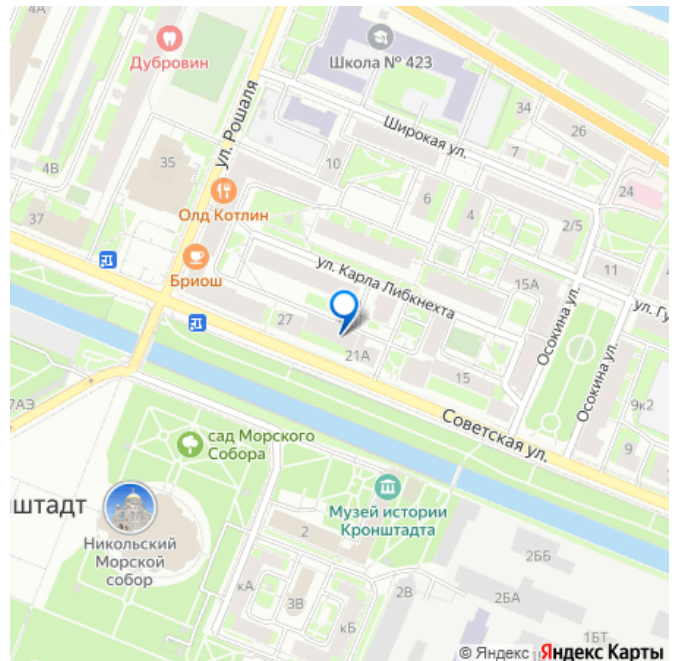 4А
Дубровин
Школа № 423
ул. Рошаля
34
26
Широкая ул.
7
10
35
4В
24
Олд Котлин
6
4
37
2/5
ул. Карла Либкнехта
11
15А
Бриош
ул. Гу
Осокина ул.
27
21А
15
Осокина ул.
9к2
7АЭ
Советская ул.
9
сад Морского
Собора
штадт
Музей истории
Кронштадта
Никольский
Морской
собор
2
2ББ
кА
3В
2В
2БА
кБ
1БТ
© Яндекс
Яндекс Карты